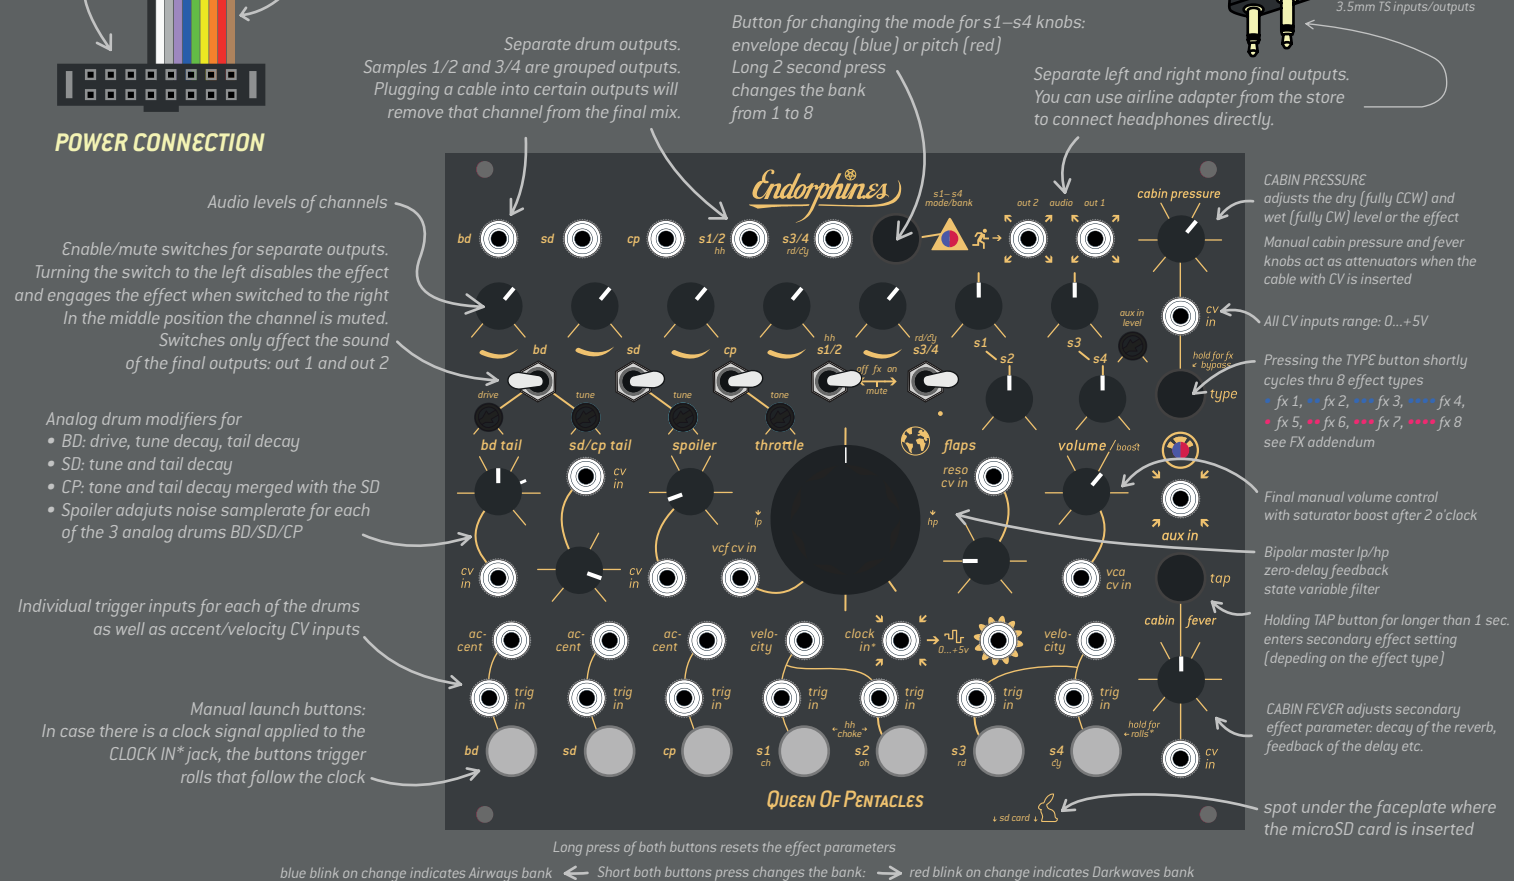 3.5mm TS inputs/outputs
POWER CONNECTION
Separate drum outputs.
Samples 1/2 and 3/4 are grouped outputs.
Plugging a cable into certain outputs will
remove that channel from the final mix.
Button for changing the mode for s1–s4 knobs:
envelope decay (blue) or pitch (red)
Long 2 second press
changes the bank
from 1 to 8
Separate left and right mono final outputs.
You can use airline adapter from the store
to connect headphones directly.
Audio levels of channels
Enable/mute switches for separate outputs.
Turning the switch to the left disables the effect
and engages the effect when switched to the right
In the middle position the channel is muted.
Switches only affect the sound
of the final outputs: out 1 and out 2
Analog drum modifiers for
• BD: drive, tune decay, tail decay
• SD: tune and tail decay
• CP: tone and tail decay merged with the SD
• Spoiler adajuts noise samplerate for each
of the 3 analog drums BD/SD/CP
Individual trigger inputs for each of the drums
as well as accent/velocity CV inputs
Manual launch buttons:
In case there is a clock signal applied to the
CLOCK IN* jack, the buttons trigger
rolls that follow the clock
Endorphin.es
s1–s4
mode/bank
out 2 audio out 1
cabin pressure
bd
sd
cp
s1/2
hh
s3/4
rd/cy
cv
in
aux in
level
hold for fx
bypass
type
bd
sd
cp
hh
s1/2
rd/cy
s3/4
s1
s2
s3
s4
off fx on
mute
drive
tune
tune
tone
bd tail
sd/cp tail
spoiler
throttle
flaps
volume / boost
cv
in
reso
cv in
lp
hp
vcf cv in
cv
in
cv
in
vca
cv in
aux in
tap
cabin fever
ac-
cent
ac-
cent
ac-
cent
velo-
city
clock
in*
0...+5v
velo-
city
trig
in
trig
in
trig
in
trig
in
trig
in
trig
in
trig
in
hh
choke
hold for
rolls*
bd
sd
cp
s1
ch
s2
oh
s3
rd
s4
cy
cv
in
QUEEN OF PENTACLES
sd card
CABIN PRESSURE
adjusts the dry (fully CCW) and
wet (fully CW) level or the effect
Manual cabin pressure and fever
knobs act as attenuators when the
cable with CV is inserted
All CV inputs range: 0...+5V
Pressing the TYPE button shortly
cycles thru 8 effect types
• fx 1, •• fx 2, ••• fx 3, •••• fx 4,
• fx 5, •• fx 6, ••• fx 7, •••• fx 8
see FX addendum
Final manual volume control
with saturator boost after 2 o'clock
Bipolar master lp/hp
zero-delay feedback
state variable filter
Holding TAP button for longer than 1 sec.
enters secondary effect setting
(depeding on the effect type)
CABIN FEVER adjusts secondary
effect parameter: decay of the reverb,
feedback of the delay etc.
spot under the faceplate where
the microSD card is inserted
Long press of both buttons resets the effect parameters
blue blink on change indicates Airways bank
Short both buttons press changes the bank:
red blink on change indicates Darkwaves bank